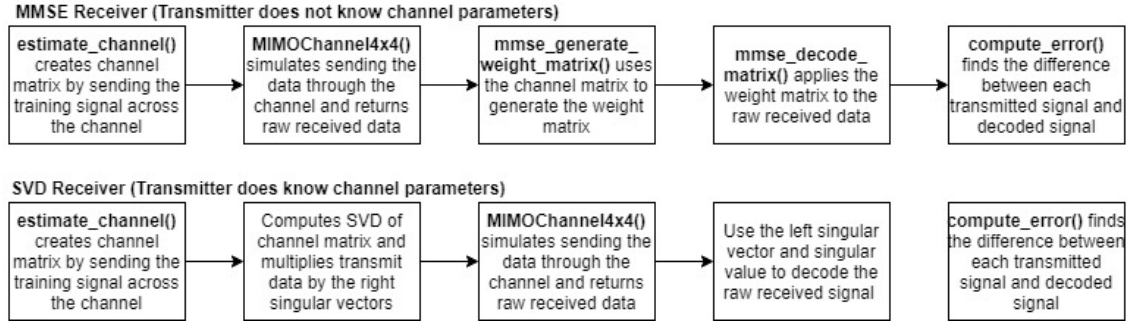 MMSE Receiver (Transmitter does not know channel parameters)
estimate_channel()
creates channel
matrix by sending the
training signal across
the channel
MIMOChannel4x4()
simulates sending the
data through the
channel and returns
raw received data
mmse_generate_
weight_matrix() uses
the channel matrix to
generate the weight
matrix
mmse_decode_
matrix() applies the
weight matrix to the
raw received data
compute_error()
finds the difference
between each
transmitted signal and
decoded signal
SVD Receiver (Transmitter does know channel parameters)
estimate_channel()
creates channel
matrix by sending the
training signal across
the channel
Computes SVD of
channel matrix and
multiplies transmit
data by the right
singular vectors
MIMOChannel4x4()
simulates sending the
data through the
channel and returns
raw received data
Use the left singular
vector and singular
value to decode the
raw received signal
compute_error() finds
the difference between
each transmitted
signal and decoded
signal